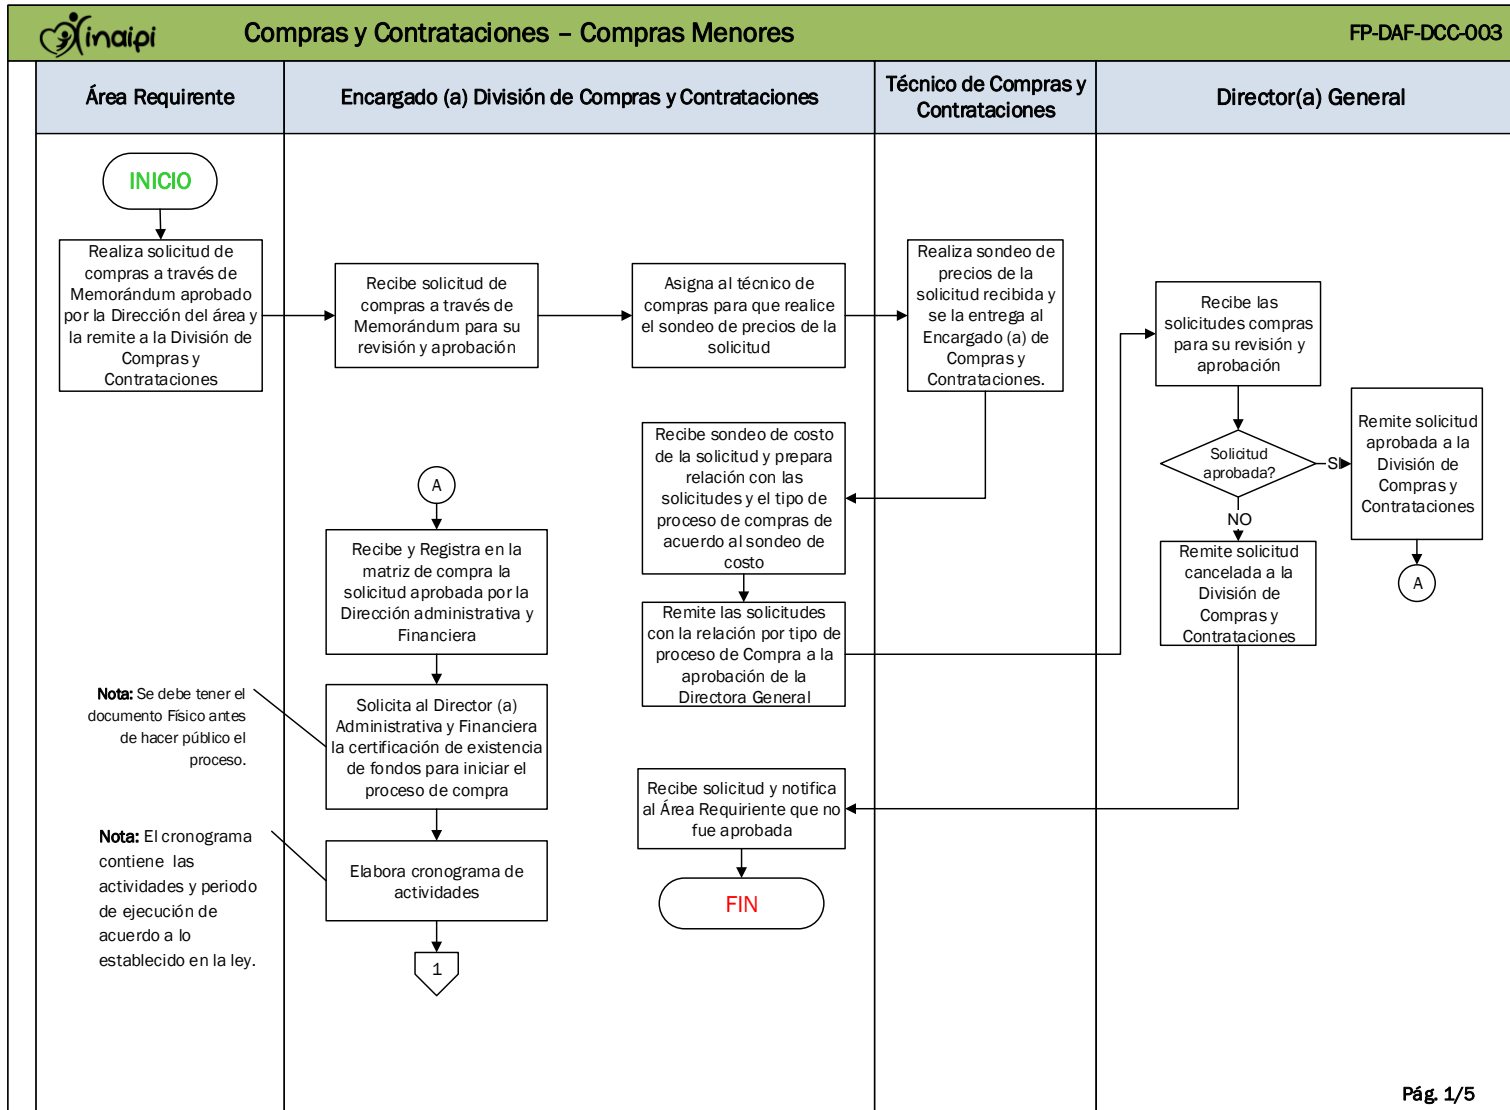 inaipi
Compras y Contrataciones – Compras Menores
FP-DAF-DCC-003
Área Requirente
Encargado (a) División de Compras y Contrataciones
Técnico de Compras y
Contrataciones
Director(a) General
INICIO
Realiza solicitud de
compras a través de
Memorándum aprobado
por la Dirección del área y
la remite a la División de
Compras y
Contrataciones
Recibe solicitud de
compras a través de
Memorándum para su
revisión y aprobación
Asigna al técnico de
compras para que realice
el sondeo de precios de la
solicitud
Realiza sondeo de
precios de la
solicitud recibida y
se la entrega al
Encargado (a) de
Compras y
Contrataciones.
Recibe sondeo de costo
de la solicitud y prepara
relación con las
solicitudes y el tipo de
proceso de compras de
acuerdo al sondeo de
costo
Remite las solicitudes
con la relación por tipo de
proceso de Compra a la
aprobación de la
Directora General
Recibe las
solicitudes compras
para su revisión y
aprobación
Solicitud
aprobada?
SI
NO
Remite solicitud
aprobada a la
División de
Compras y
Contrataciones
A
Remite solicitud
cancelada a la
División de
Compras y
Contrataciones
Recibe solicitud y notifica
al Área Requiriente que no
fue aprobada
FIN
A
Recibe y Registra en la
matriz de compra la
solicitud aprobada por la
Dirección administrativa y
Financiera
Solicita al Director (a)
Administrativa y Financiera
la certificación de existencia
de fondos para iniciar el
proceso de compra
Nota: Se debe tener el
documento Físico antes
de hacer público el
proceso.
Elabora cronograma de
actividades
Nota: El cronograma
contiene las
actividades y periodo
de ejecución de
acuerdo a lo
establecido en la ley.
1
Pág. 1/5